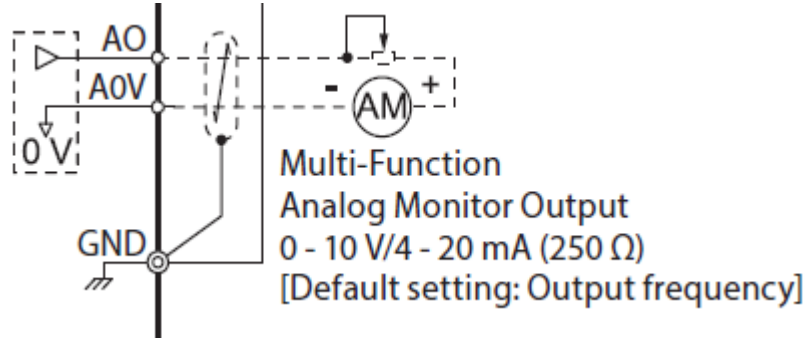 AO
A0V
0 V
- AM +
GND
Multi-Function
Analog Monitor Output
0 - 10 V/4 - 20 mA (250 Ω)
[Default setting: Output frequency]